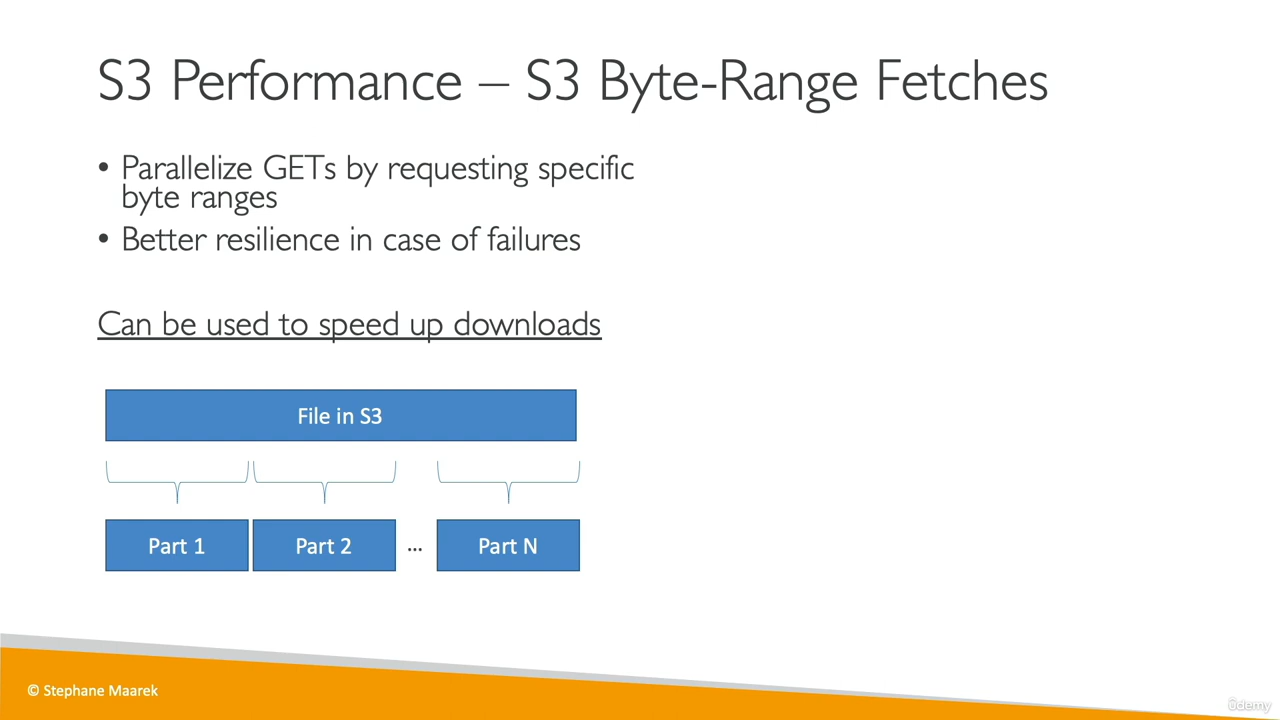 S3 Performance – S3 Byte-Range Fetches
• Parallelize GETs by requesting specific
byte ranges
• Better resilience in case of failures
Can be used to speed up downloads
File in S3
Part 1
Part 2
...
Part N
© Stephane Maarek
ûdemy